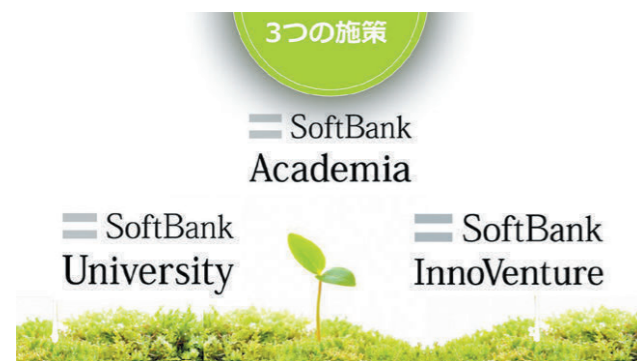 3つの施策
SoftBank
Academia
SoftBank
University
SoftBank
InnoVenture